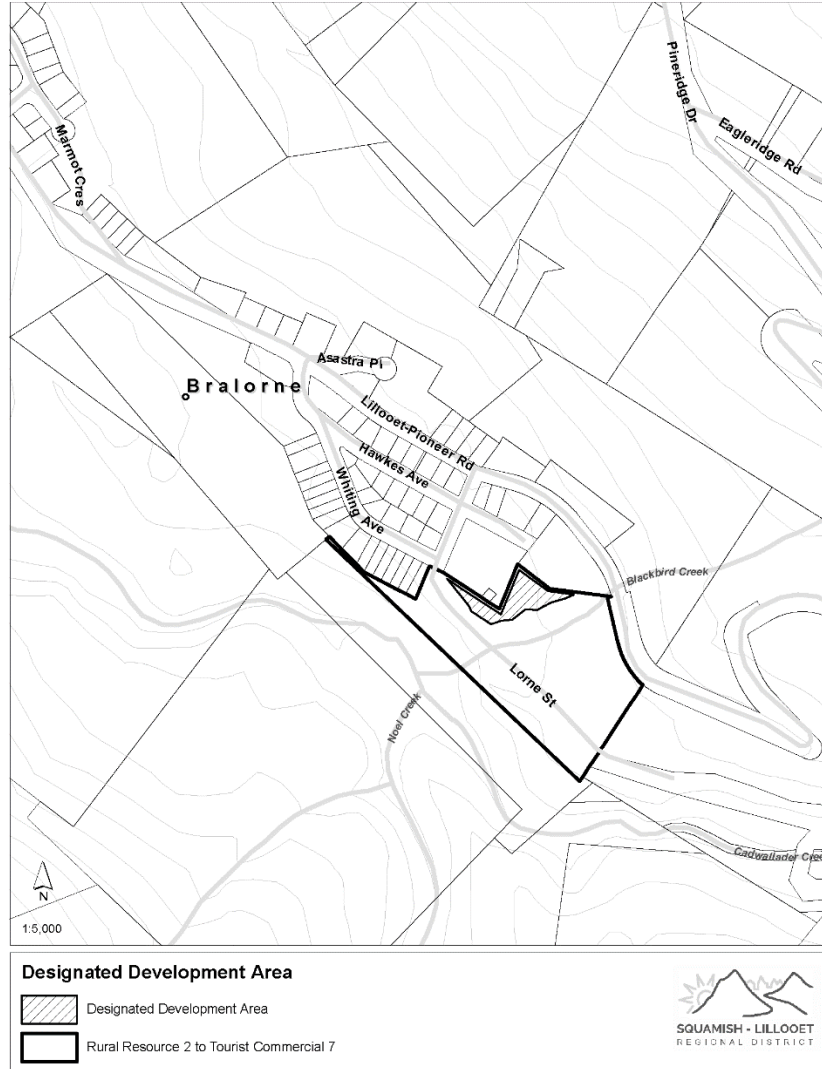 Pineridge Dr
Eagleridge Rd
Marmot Cres
Asastra Pl
Bralorne
Lillooet-Pioneer Rd
Hawkes Ave
Whiting Ave
Blackbird Creek
Lorne St
Noel Creek
Cadwallader Cree
N
1:5,000
Designated Development Area
Designated Development Area
Rural Resource 2 to Tourist Commercial 7
SQUAMISH - LILLOOET
REGIONAL DISTRICT